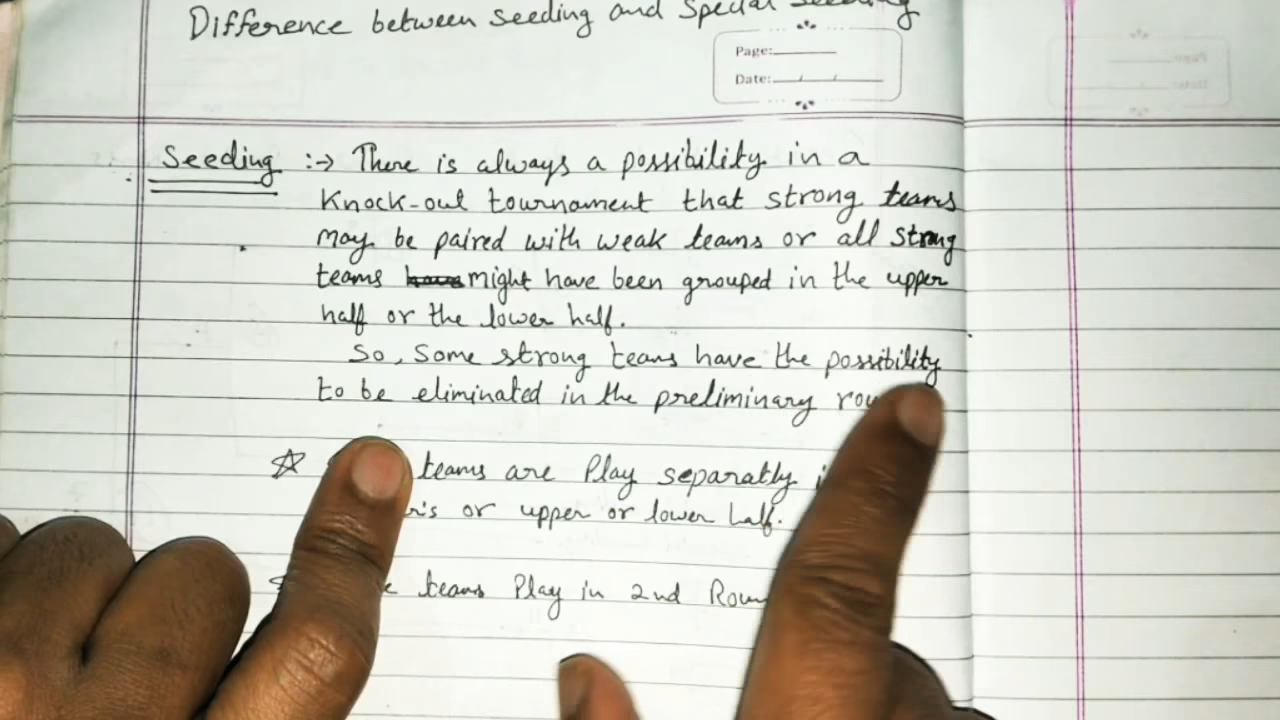 Difference between Seeding and Special Seeding
Page:
Date:
Seeding :→ There is always a possibility in a
Knock-out tournament that strong teams
may be paired with weak teams or all strong
teams might have been grouped in the upper
half or the lower half.
So, Some strong teams have the possibility
to be eliminated in the preliminary
☆ teams are Play separatly
or upper or lower half.
teams Play in 2nd